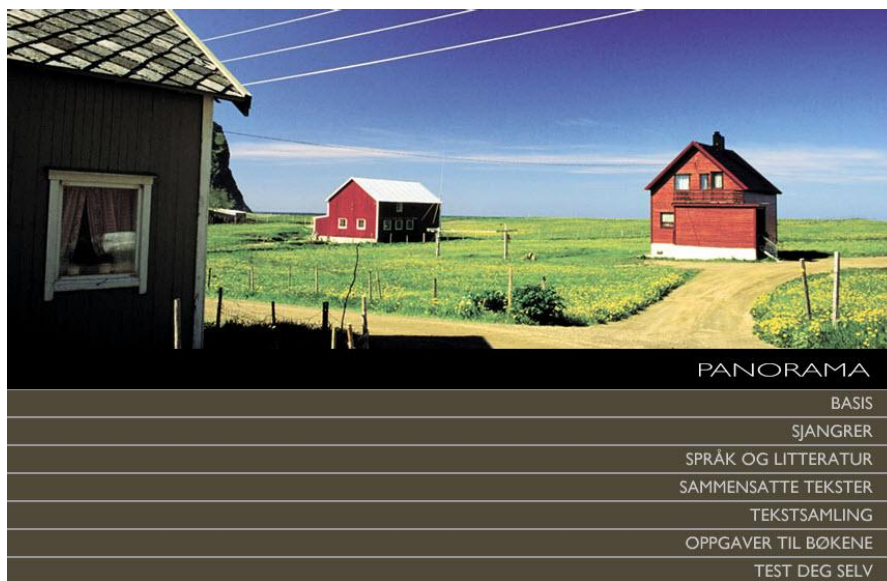 PANORAMA
BASIS
SJANGRER
SPRÅK OG LITTERATUR
SAMMENSATTE TEKSTER
TEKSTSAMLING
OPPGAVER TIL BØKENE
TEST DEG SELV